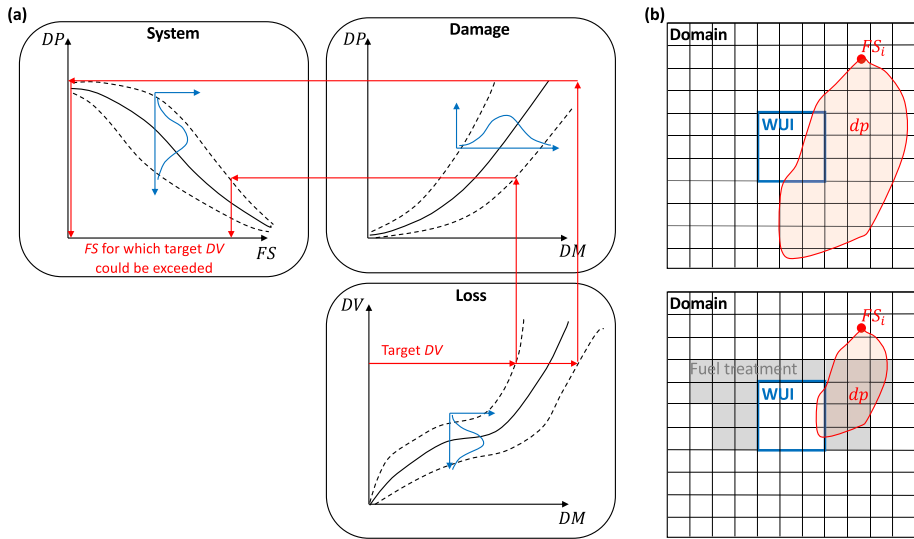 (a)
System
DP
FS for which target DV
could be exceeded
FS
Damage
DP
DM
Loss
DV
Target DV
DM
(b)
Domain
FSᵢ
WUI
dp
Domain
FSᵢ
Fuel treatment
WUI
dp